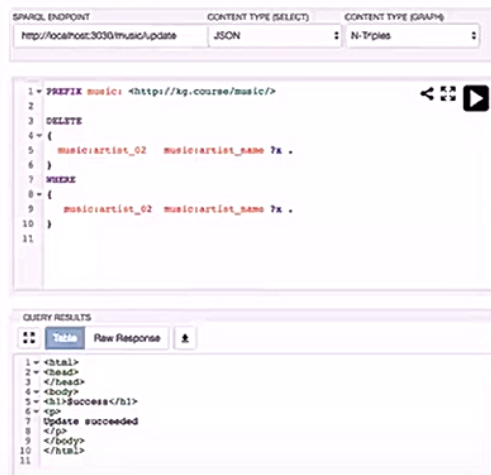 SPARQL ENDPOINT CONTENT TYPE (SELECT) CONTENT TYPE (GRAPH)
http://localhost:3030/music/update JSON N-Triples
1 PREFIX music: <http://kg.course/music/>
2
3 DELETE
4 {
5 music:artist_02 music:artist_name ?x .
6 }
7 WHERE
8 {
9 music:artist_02 music:artist_name ?x .
10 }
11
QUERY RESULTS
Table Raw Response
1 <html>
2 <head>
3 </head>
4 <body>
5 <h1>Success</h1>
6 <p>
7 Update succeeded
8 </p>
9 </body>
10 </html>
11